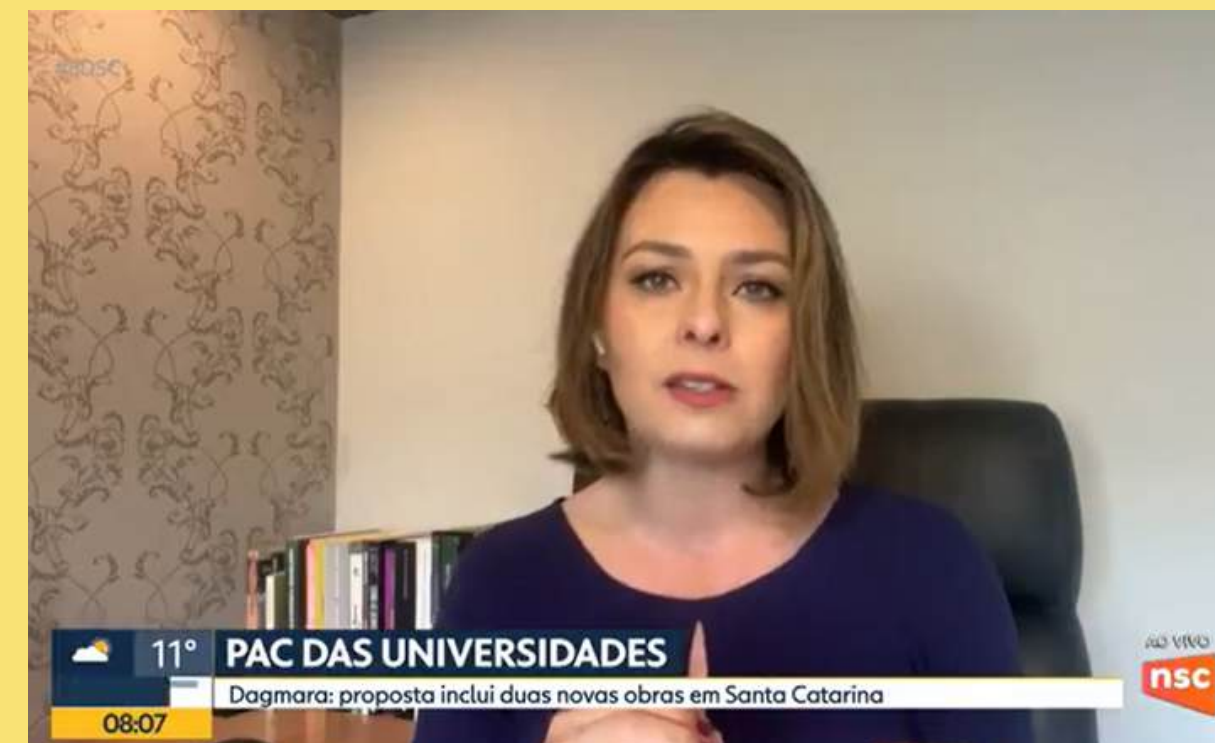 #BDSC
11°
PAC DAS UNIVERSIDADES
Dagmara: proposta inclui duas novas obras em Santa Catarina
08:07
AO VIVO
nsc